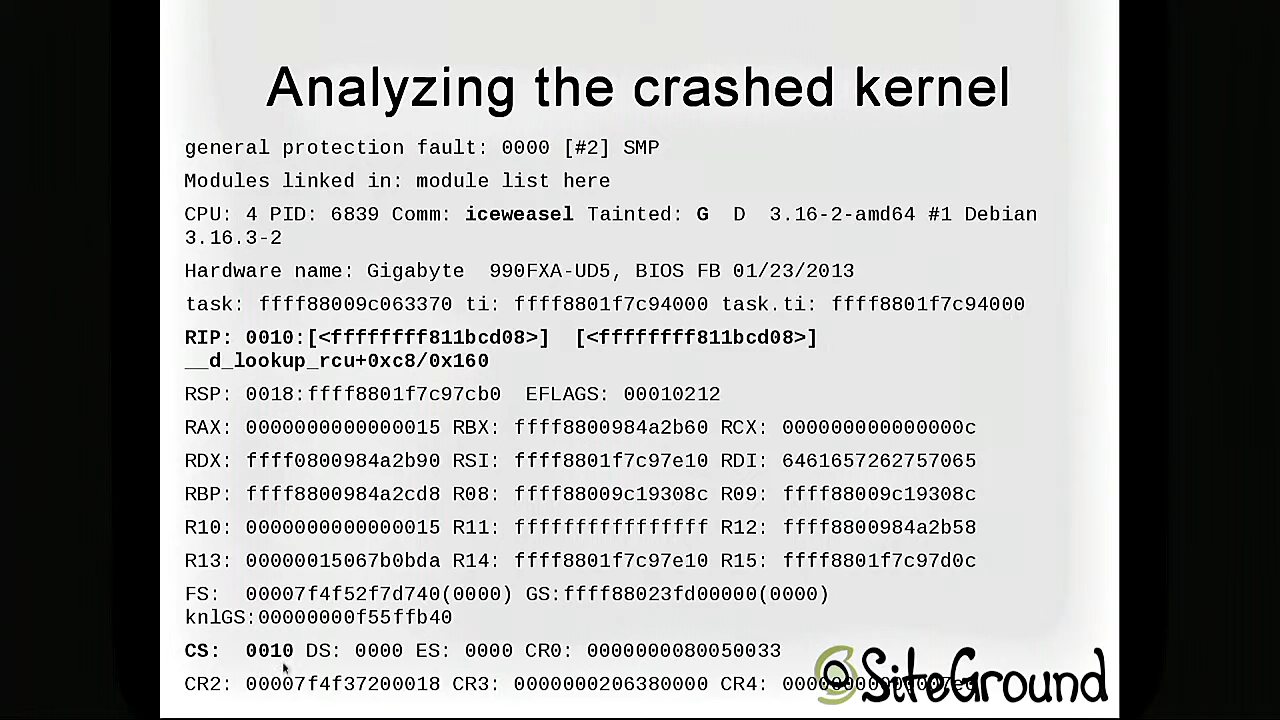 Analyzing the crashed kernel
general protection fault: 0000 [#2] SMP
Modules linked in: module list here
CPU: 4 PID: 6839 Comm: iceweasel Tainted: G  D  3.16-2-amd64 #1 Debian
3.16.3-2
Hardware name: Gigabyte  990FXA-UD5, BIOS FB 01/23/2013
task: ffff88009c063370 ti: ffff8801f7c94000 task.ti: ffff8801f7c94000
RIP: 0010:[<ffffffff811bcd08>]  [<ffffffff811bcd08>]
__d_lookup_rcu+0xc8/0x160
RSP: 0018:ffff8801f7c97cb0  EFLAGS: 00010212
RAX: 0000000000000015 RBX: ffff8800984a2b60 RCX: 000000000000000c
RDX: ffff0800984a2b90 RSI: ffff8801f7c97e10 RDI: 6461657262757065
RBP: ffff8800984a2cd8 R08: ffff88009c19308c R09: ffff88009c19308c
R10: 0000000000000015 R11: ffffffffffffffff R12: ffff8800984a2b58
R13: 00000015067b0bda R14: ffff8801f7c97e10 R15: ffff8801f7c97d0c
FS:  00007f4f52f7d740(0000) GS:ffff88023fd00000(0000)
knlGS:00000000f55ffb40
CS:  0010 DS: 0000 ES: 0000 CR0: 0000000080050033
CR2: 00007f4f37200018 CR3: 0000000206380000 CR4:
SiteGround